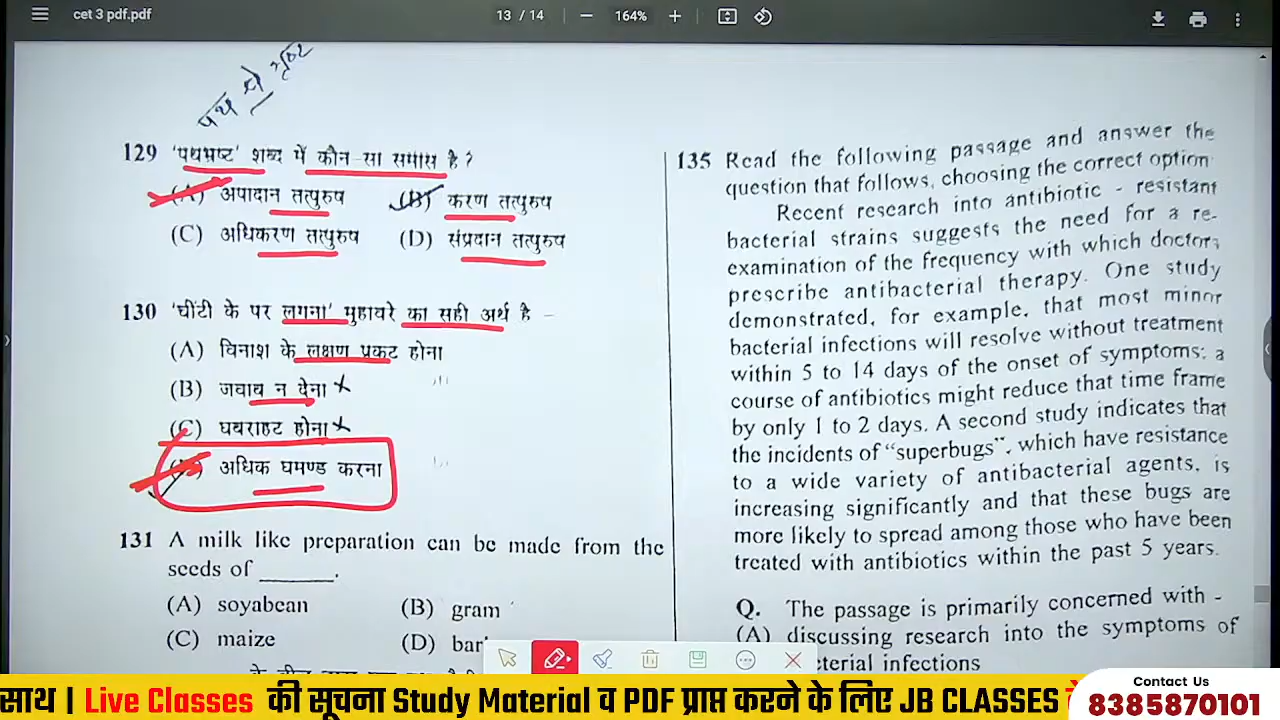 cet 3 pdf.pdf
13 / 14
164%
पथ से भ्रष्ट
129 'पथभ्रष्ट' शब्द में कौन-सा समास है?
(A) अपादान तत्पुरुष (B) करण तत्पुरुष
(C) अधिकरण तत्पुरुष (D) संप्रदान तत्पुरुष
130 'चींटी के पर लगना' मुहावरे का सही अर्थ है –
(A) विनाश के लक्षण प्रकट होना
(B) जवाब न देना
(C) घबराहट होना
अधिक घमण्ड करना
131 A milk like preparation can be made from the
seeds of ______.
(A) soyabean (B) gram
(C) maize (D)
135 Read the following passage and answer the
question that follows, choosing the correct option
Recent research into antibiotic - resistant
bacterial strains suggests the need for a re-
examination of the frequency with which doctors
prescribe antibacterial therapy. One study
demonstrated, for example, that most minor
bacterial infections will resolve without treatment
within 5 to 14 days of the onset of symptoms; a
course of antibiotics might reduce that time frame
by only 1 to 2 days. A second study indicates that
the incidents of "superbugs", which have resistance
to a wide variety of antibacterial agents, is
increasing significantly and that these bugs are
more likely to spread among those who have been
treated with antibiotics within the past 5 years.
Q. The passage is primarily concerned with -
(A) discussing research into the symptoms of
cterial infections
साथ | Live Classes की सूचना Study Material व PDF प्राप्त करने के लिए JB CLASSES
Contact Us
8385870101